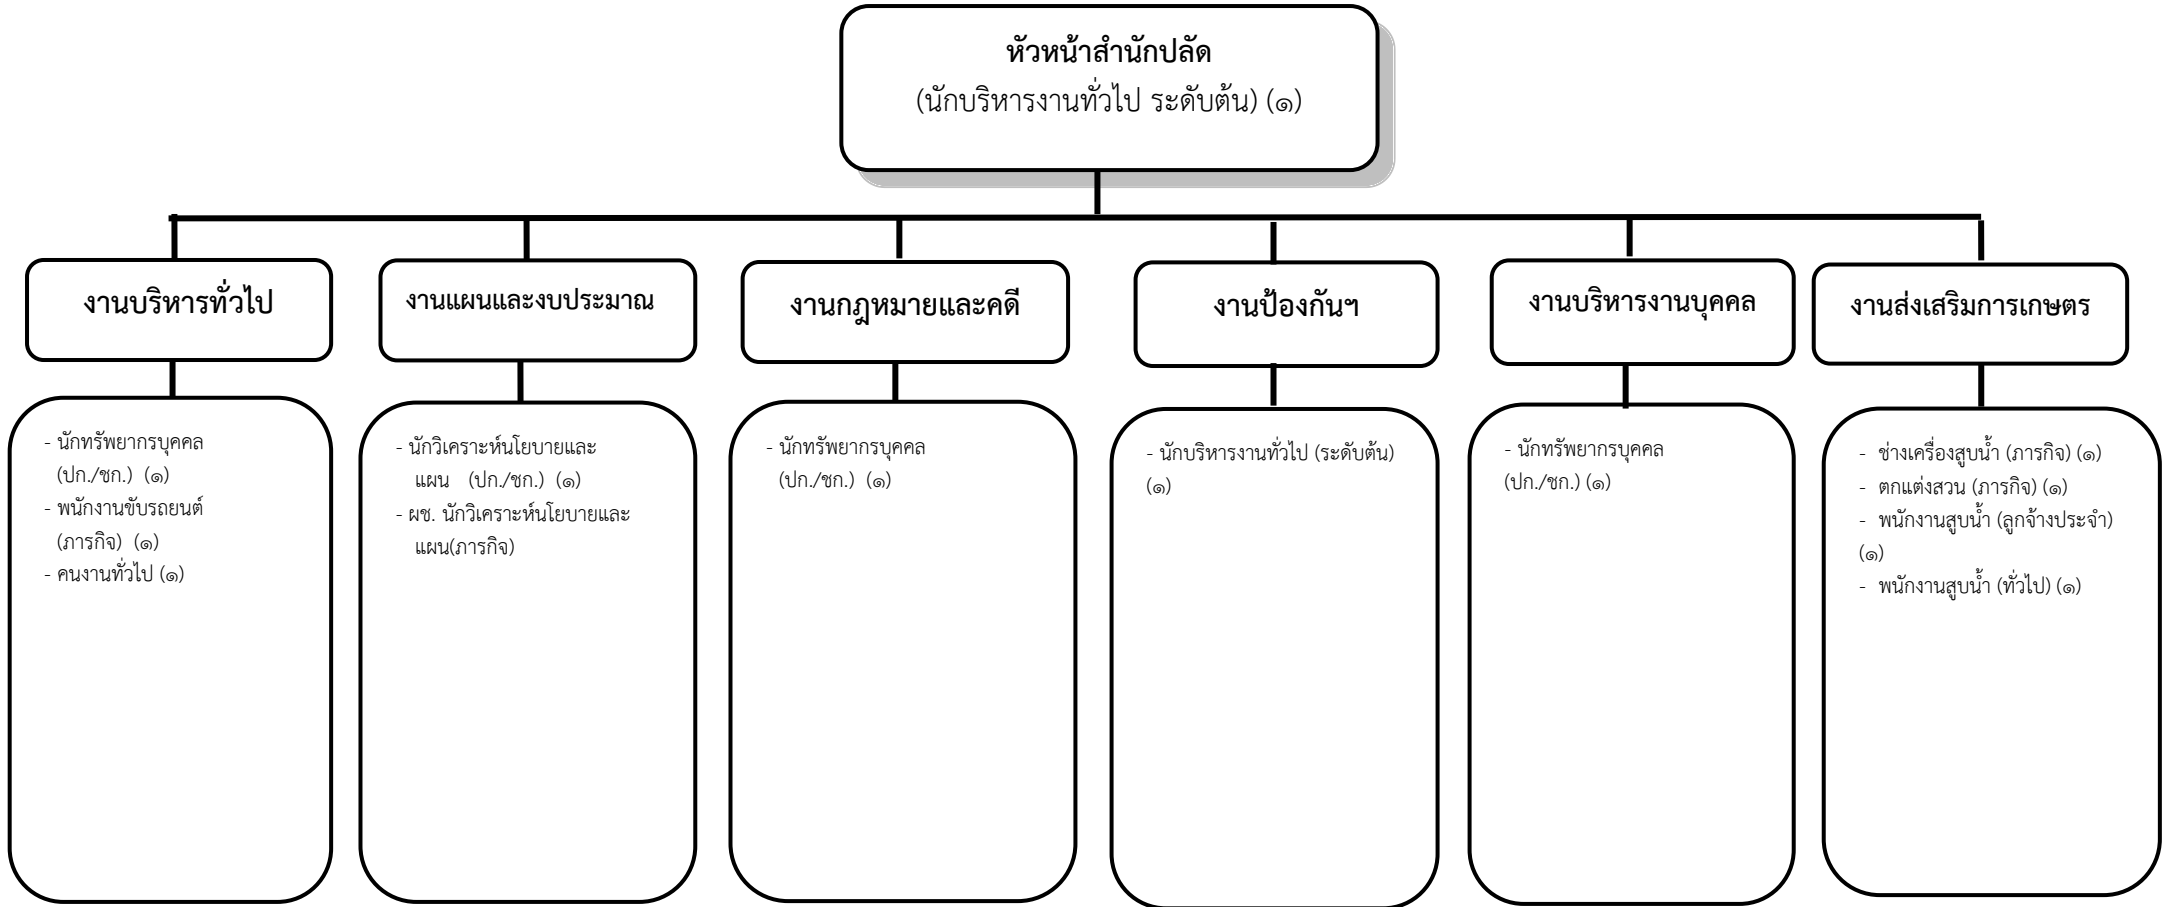 หัวหน้าสำนักปลัด
(นักบริหารงานทั่วไป ระดับต้น) (๑)
งานบริหารทั่วไป
งานแผนและงบประมาณ
งานกฎหมายและคดี
งานป้องกันฯ
งานบริหารงานบุคคล
งานส่งเสริมการเกษตร
- นักทรัพยากรบุคคล
(ปก./ชก.) (๑)
- พนักงานขับรถยนต์
(ภารกิจ) (๑)
- คนงานทั่วไป (๑)
- นักวิเคราะห์นโยบายและ
แผน (ปก./ชก.) (๑)
- ผช. นักวิเคราะห์นโยบายและ
แผน(ภารกิจ)
- นักทรัพยากรบุคคล
(ปก./ชก.) (๑)
- นักบริหารงานทั่วไป (ระดับต้น)
(๑)
- นักทรัพยากรบุคคล
(ปก./ชก.) (๑)
- ช่างเครื่องสูบน้ำ (ภารกิจ) (๑)
- ตกแต่งสวน (ภารกิจ) (๑)
- พนักงานสูบน้ำ (ลูกจ้างประจำ)
(๑)
- พนักงานสูบน้ำ (ทั่วไป) (๑)